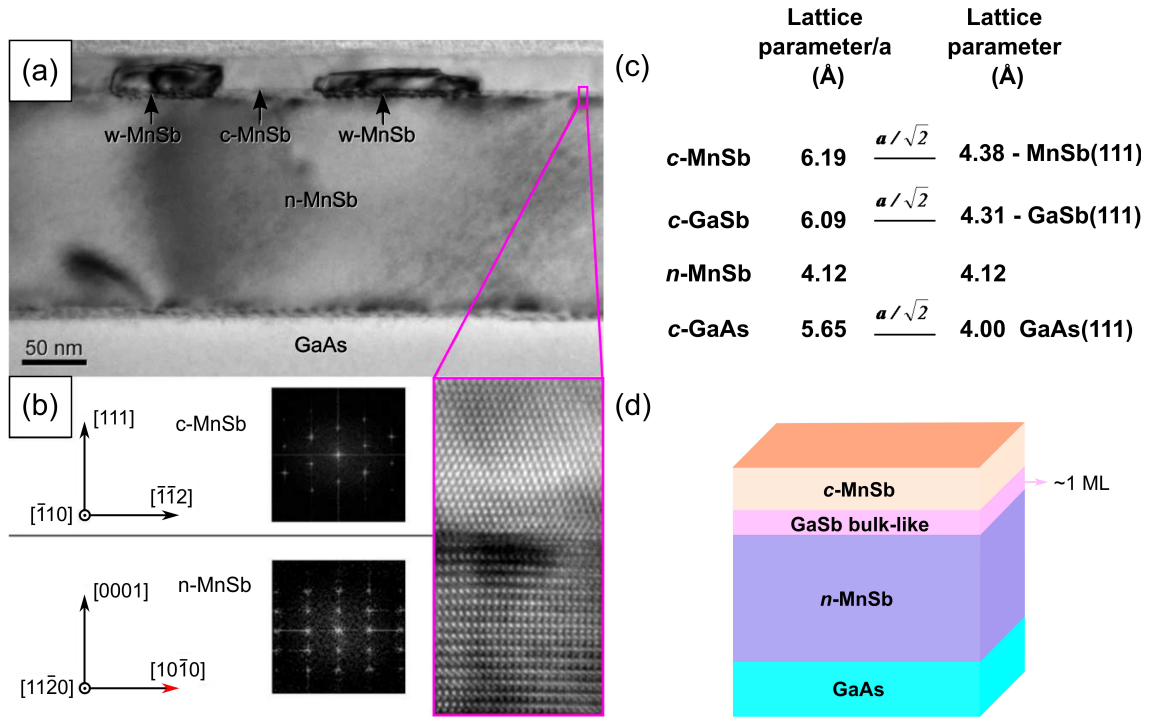 (a)
w-MnSb
c-MnSb
w-MnSb
n-MnSb
GaAs
50 nm
(b)
[111]
c-MnSb
[1̄1̄2]
[1̄10]
[0001]
n-MnSb
[101̄0]
[112̄0]
(c)
Lattice
parameter/a
(Å)
Lattice
parameter
(Å)
c-MnSb 6.19 a/√2 4.38 - MnSb(111)
c-GaSb 6.09 a/√2 4.31 - GaSb(111)
n-MnSb 4.12 4.12
c-GaAs 5.65 a/√2 4.00 GaAs(111)
(d)
c-MnSb
~1 ML
GaSb bulk-like
n-MnSb
GaAs